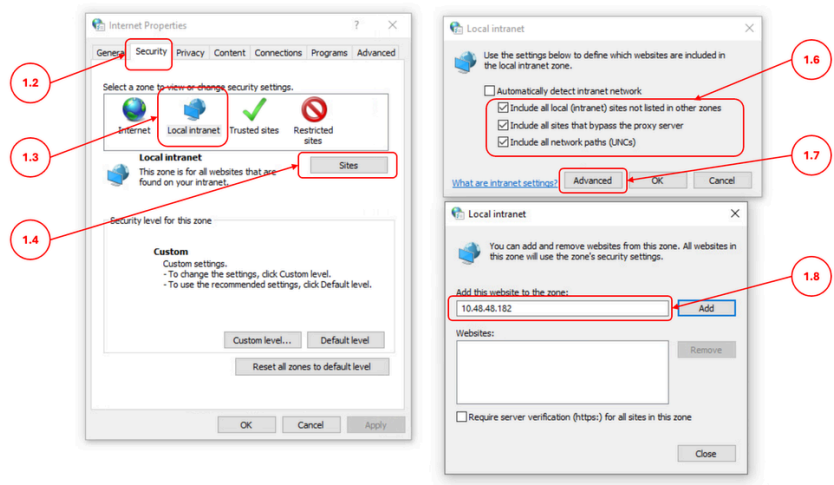 Internet Properties
General Security Privacy Content Connections Programs Advanced
Select a zone to view or change security settings.
Internet Local intranet Trusted sites Restricted
sites
Local intranet
This zone is for all websites that are
found on your intranet.
Sites
Security level for this zone
Custom
Custom settings.
- To change the settings, click Custom level.
- To use the recommended settings, click Default level.
Custom level... Default level
Reset all zones to default level
OK Cancel Apply
1.2
1.3
1.4
Local intranet
Use the settings below to define which websites are included in
the local intranet zone.
Automatically detect intranet network
Include all local (intranet) sites not listed in other zones
Include all sites that bypass the proxy server
Include all network paths (UNCs)
What are intranet settings? Advanced OK Cancel
1.6
1.7
Local intranet
You can add and remove websites from this zone. All websites in
this zone will use the zone's security settings.
Add this website to the zone:
10.48.48.182 Add
Websites:
Remove
Require server verification (https:) for all sites in this zone
Close
1.8